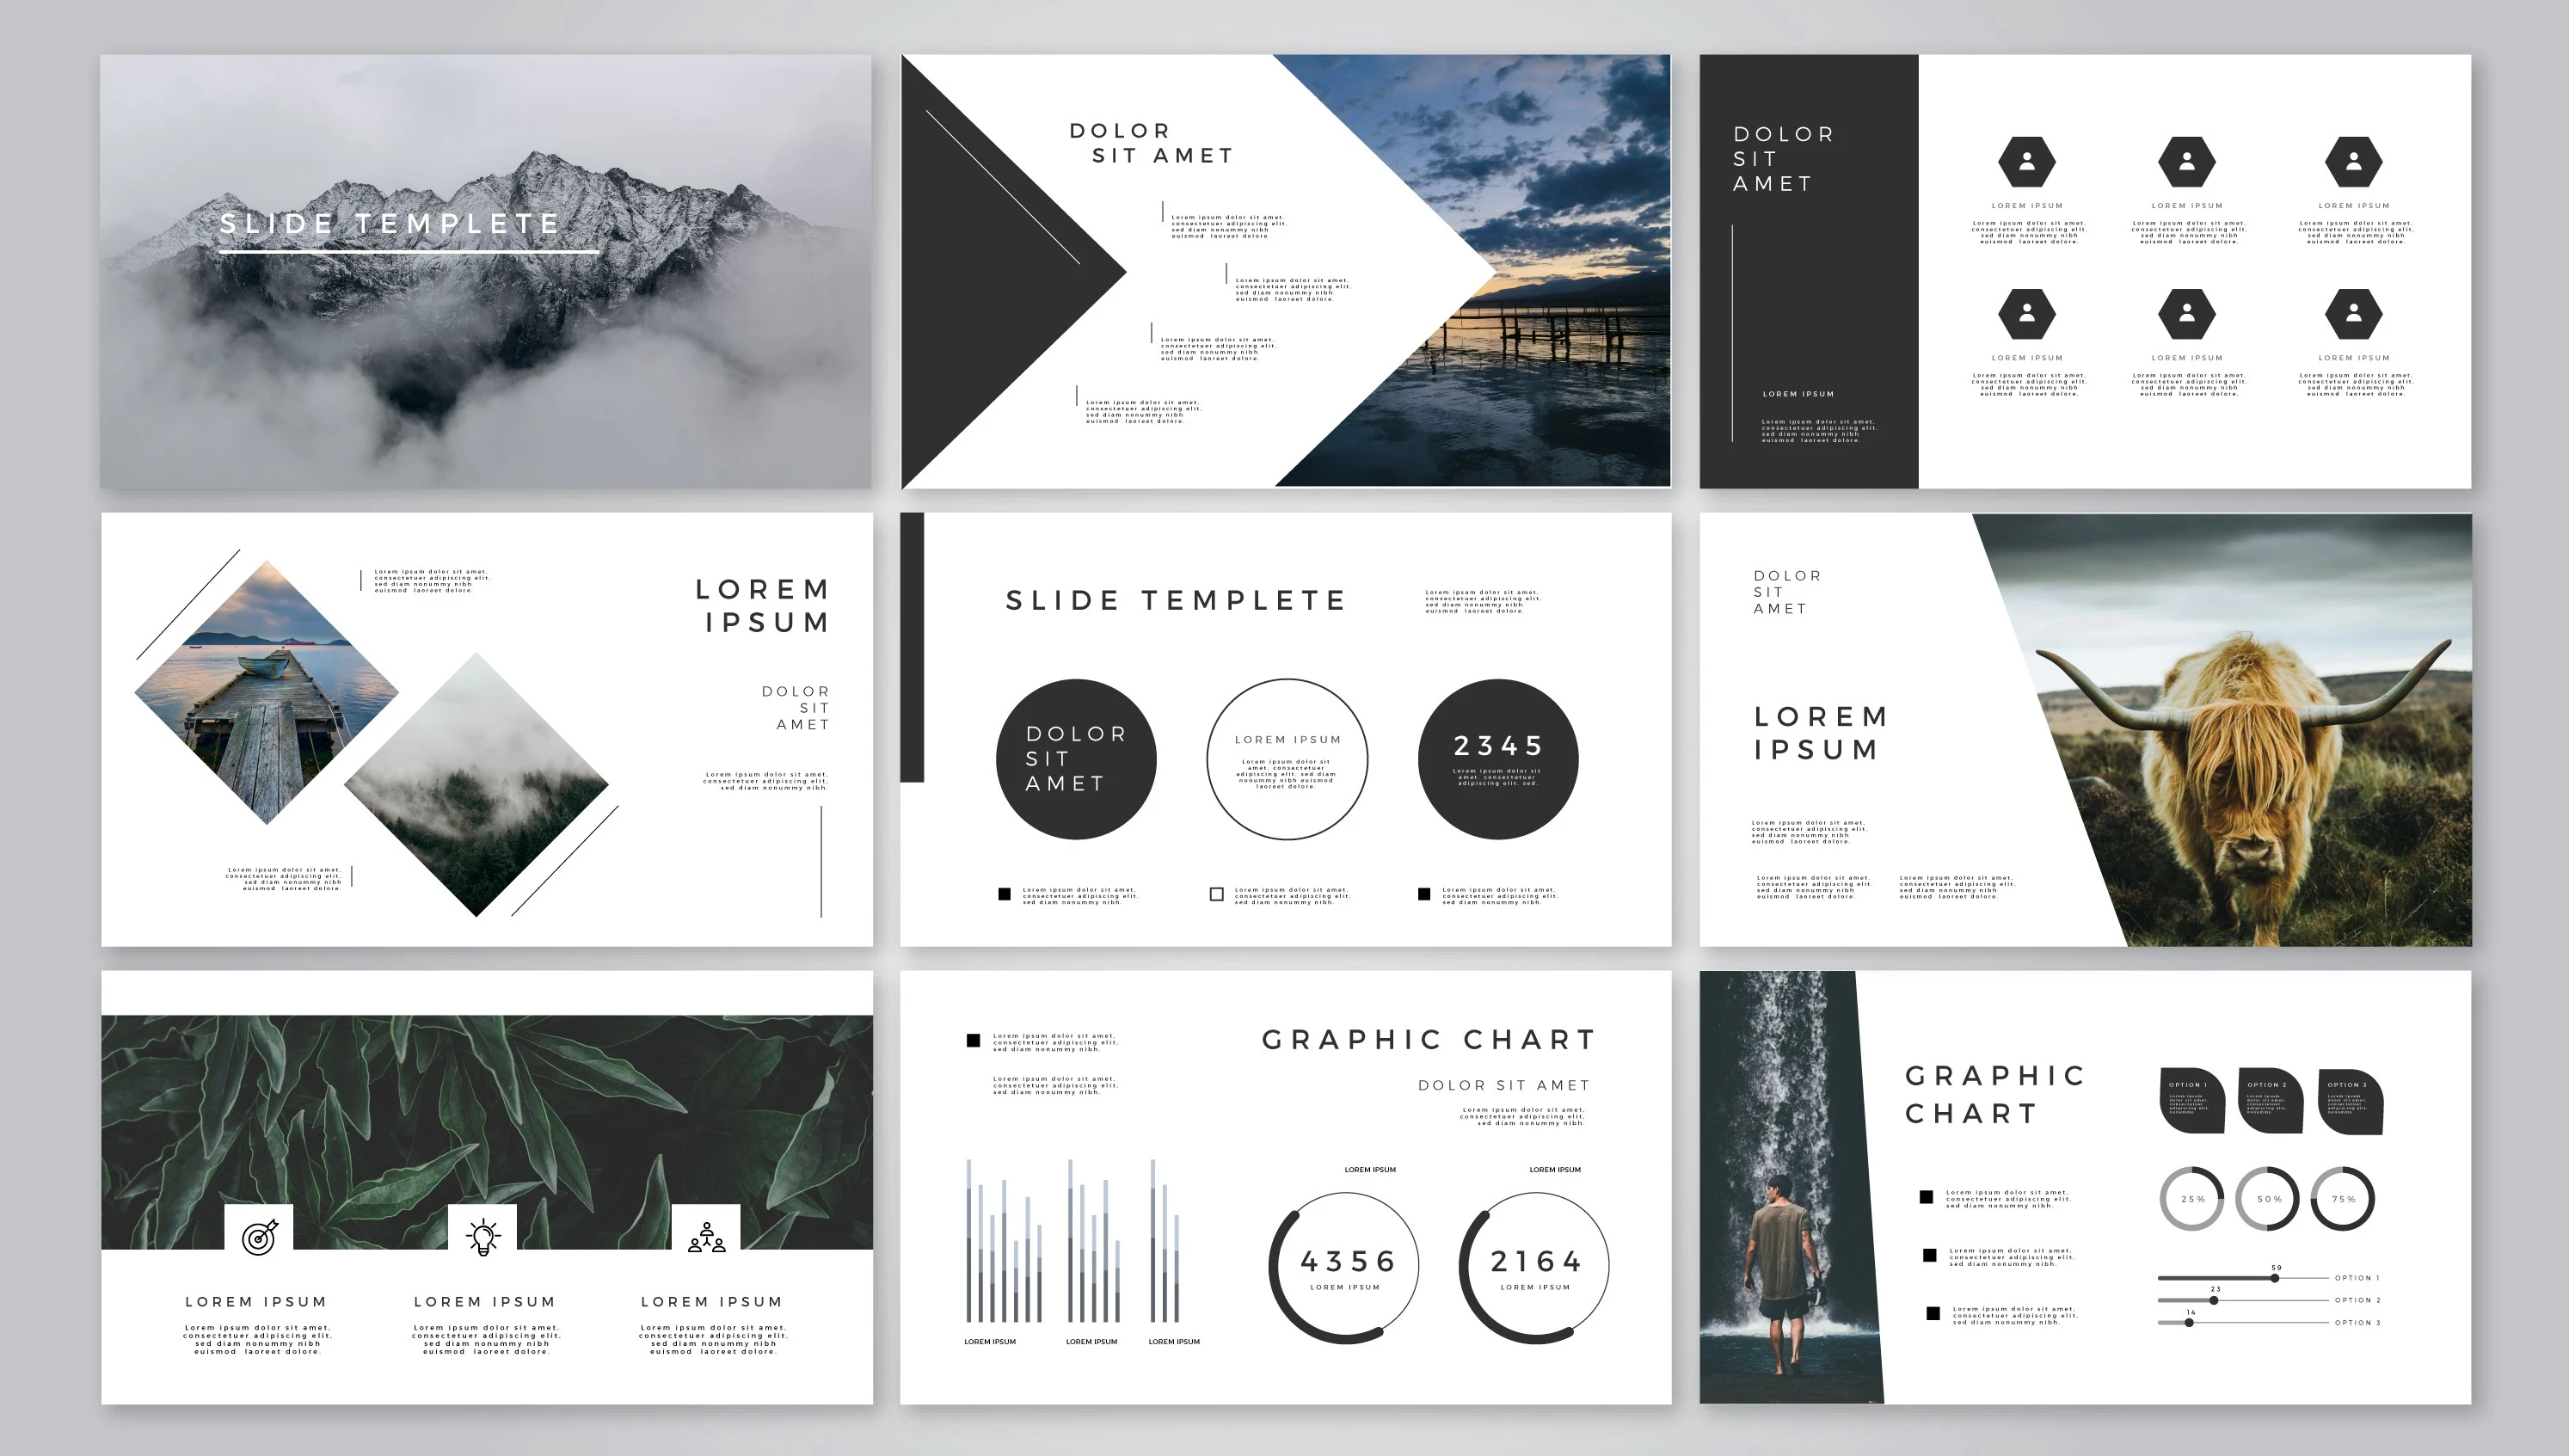 SLIDE TEMPLETE
DOLOR
SIT AMET
Lorem ipsum dolor sit amet,
consectetuer adipiscing elit,
sed diam nonummy nibh
euismod laoreet dolore.
Lorem ipsum dolor sit amet,
consectetuer adipiscing elit,
sed diam nonummy nibh
euismod laoreet dolore.
Lorem ipsum dolor sit amet,
consectetuer adipiscing elit,
sed diam nonummy nibh
euismod laoreet dolore.
Lorem ipsum dolor sit amet,
consectetuer adipiscing elit,
sed diam nonummy nibh
euismod laoreet dolore.
DOLOR
SIT
AMET
LOREM IPSUM
Lorem ipsum dolor sit amet,
consectetuer adipiscing elit,
sed diam nonummy nibh
euismod laoreet dolore.
LOREM IPSUM
Lorem ipsum dolor sit amet,
consectetuer adipiscing elit,
sed diam nonummy nibh
euismod laoreet dolore.
LOREM IPSUM
Lorem ipsum dolor sit amet,
consectetuer adipiscing elit,
sed diam nonummy nibh
euismod laoreet dolore.
LOREM IPSUM
Lorem ipsum dolor sit amet,
consectetuer adipiscing elit,
sed diam nonummy nibh
euismod laoreet dolore.
LOREM IPSUM
Lorem ipsum dolor sit amet,
consectetuer adipiscing elit,
sed diam nonummy nibh
euismod laoreet dolore.
LOREM IPSUM
Lorem ipsum dolor sit amet,
consectetuer adipiscing elit,
sed diam nonummy nibh
euismod laoreet dolore.
LOREM IPSUM
Lorem ipsum dolor sit amet,
consectetuer adipiscing elit,
sed diam nonummy nibh
euismod laoreet dolore.
Lorem ipsum dolor sit amet,
consectetuer adipiscing elit,
sed diam nonummy nibh
euismod laoreet dolore.
LOREM
IPSUM
DOLOR
SIT
AMET
Lorem ipsum dolor sit amet,
consectetuer adipiscing elit,
sed diam nonummy nibh.
Lorem ipsum dolor sit amet,
consectetuer adipiscing elit,
sed diam nonummy nibh
euismod laoreet dolore.
SLIDE TEMPLETE
Lorem ipsum dolor sit amet,
consectetuer adipiscing elit,
sed diam nonummy nibh
euismod laoreet dolore.
DOLOR
SIT
AMET
LOREM IPSUM
Lorem ipsum dolor sit
amet, consectetuer
adipiscing elit, sed diam
nonummy nibh euismod
laoreet dolore.
2345
Lorem ipsum dolor sit
amet, consectetuer
adipiscing elit, sed.
Lorem ipsum dolor sit amet,
consectetuer adipiscing elit,
sed diam nonummy nibh.
Lorem ipsum dolor sit amet,
consectetuer adipiscing elit,
sed diam nonummy nibh.
Lorem ipsum dolor sit amet,
consectetuer adipiscing elit,
sed diam nonummy nibh.
DOLOR
SIT
AMET
LOREM
IPSUM
Lorem ipsum dolor sit amet,
consectetuer adipiscing elit,
sed diam nonummy nibh
euismod laoreet dolore.
Lorem ipsum dolor sit amet,
consectetuer adipiscing elit,
sed diam nonummy nibh
euismod laoreet dolore.
Lorem ipsum dolor sit amet,
consectetuer adipiscing elit,
sed diam nonummy nibh
euismod laoreet dolore.
LOREM IPSUM
Lorem ipsum dolor sit amet,
consectetuer adipiscing elit,
sed diam nonummy nibh
euismod laoreet dolore.
LOREM IPSUM
Lorem ipsum dolor sit amet,
consectetuer adipiscing elit,
sed diam nonummy nibh
euismod laoreet dolore.
LOREM IPSUM
Lorem ipsum dolor sit amet,
consectetuer adipiscing elit,
sed diam nonummy nibh
euismod laoreet dolore.
Lorem ipsum dolor sit amet,
consectetuer adipiscing elit,
sed diam nonummy nibh.
Lorem ipsum dolor sit amet,
consectetuer adipiscing elit,
sed diam nonummy nibh.
GRAPHIC CHART
DOLOR SIT AMET
Lorem ipsum dolor sit amet,
consectetuer adipiscing elit,
sed diam nonummy nibh.
LOREM IPSUM
LOREM IPSUM
LOREM IPSUM
LOREM IPSUM
4356
LOREM IPSUM
LOREM IPSUM
2164
LOREM IPSUM
GRAPHIC
CHART
Lorem ipsum dolor sit amet,
consectetuer adipiscing elit,
sed diam nonummy nibh.
Lorem ipsum dolor sit amet,
consectetuer adipiscing elit,
sed diam nonummy nibh.
Lorem ipsum dolor sit amet,
consectetuer adipiscing elit,
sed diam nonummy nibh.
OPTION 1
Lorem ipsum
dolor sit amet,
consectetuer
adipiscing elit,
nonummy
OPTION 2
Lorem ipsum
dolor sit amet,
consectetuer
adipiscing elit,
nonummy
OPTION 3
Lorem ipsum
dolor sit amet,
consectetuer
adipiscing elit,
nonummy
25%
50%
75%
59
OPTION 1
23
OPTION 2
14
OPTION 3